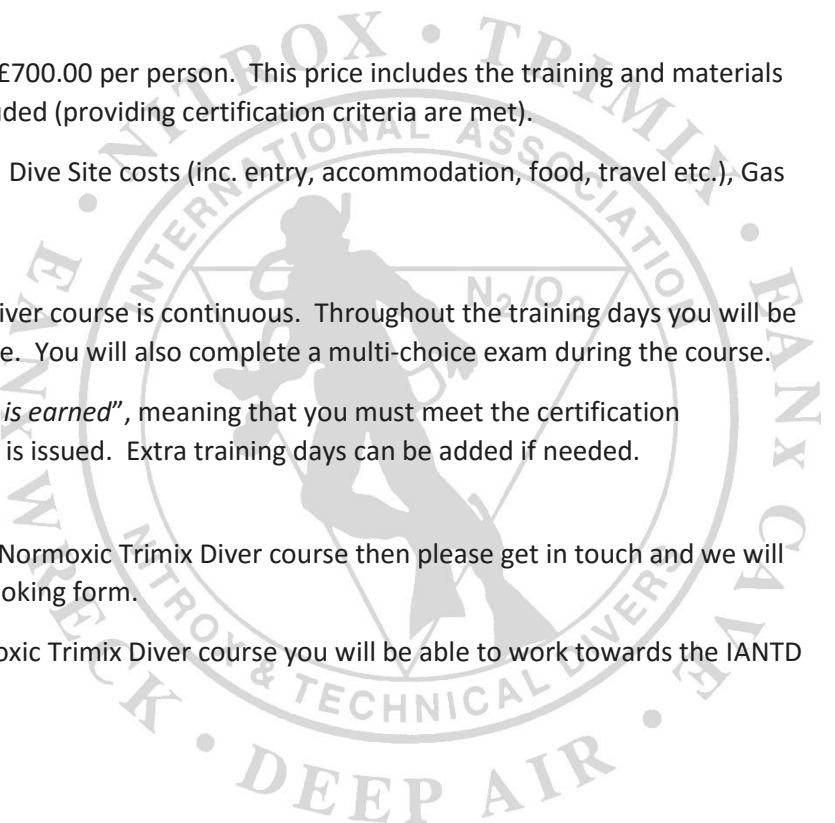 £700.00 per person. This price includes the training and materials
uded (providing certification criteria are met).
Dive Site costs (inc. entry, accommodation, food, travel etc.), Gas
iver course is continuous. Throughout the training days you will be
e. You will also complete a multi-choice exam during the course.
is earned”, meaning that you must meet the certification
is issued. Extra training days can be added if needed.
Normoxic Trimix Diver course then please get in touch and we will
ooking form.
oxic Trimix Diver course you will be able to work towards the IANTD
• NITROX • TRIMIX • EANx CAVE • DEEP AIR • WRECK • EANx
INTERNATIONAL ASSOCIATION
N₂/O₂
NITROX & TECHNICAL DIVERS